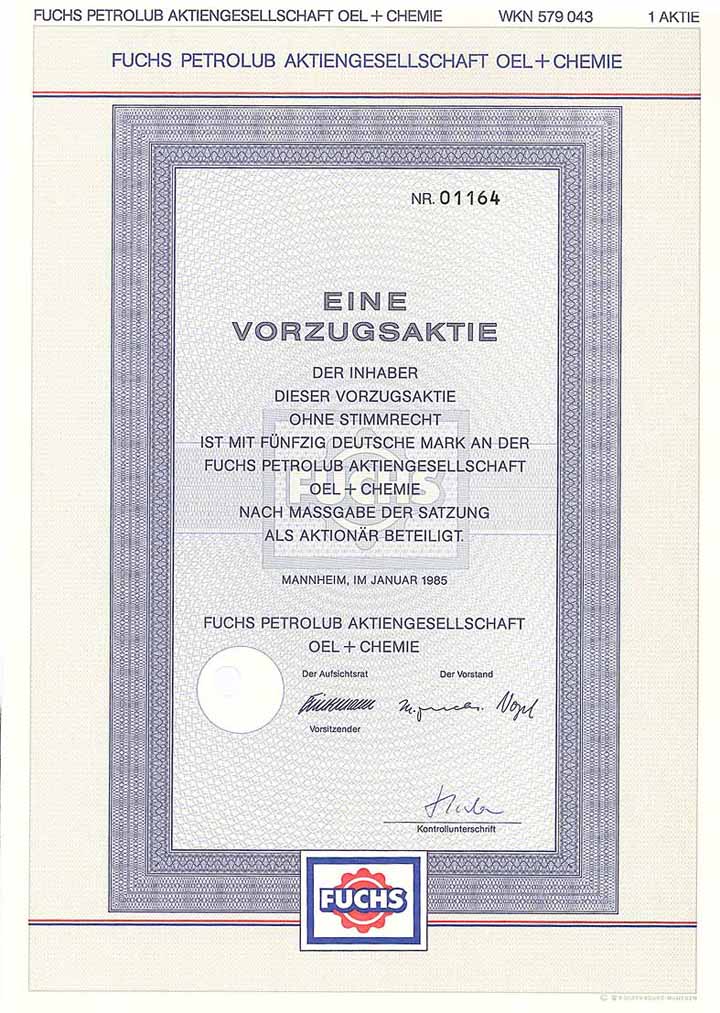 FUCHS PETROLUB AKTIENGESELLSCHAFT OEL + CHEMIE WKN 579 043 1 AKTIE
FUCHS PETROLUB AKTIENGESELLSCHAFT OEL + CHEMIE
NR. 01164
EINE
VORZUGSAKTIE
DER INHABER
DIESER VORZUGSAKTIE
OHNE STIMMRECHT
IST MIT FÜNFZIG DEUTSCHE MARK AN DER
FUCHS PETROLUB AKTIENGESELLSCHAFT
OEL + CHEMIE
NACH MASSGABE DER SATZUNG
ALS AKTIONÄR BETEILIGT.
FUCHS
MANNHEIM, IM JANUAR 1985
FUCHS PETROLUB AKTIENGESELLSCHAFT
OEL + CHEMIE
Der Aufsichtsrat Der Vorstand
Vorsitzender
Kontrollunterschrift
FUCHS